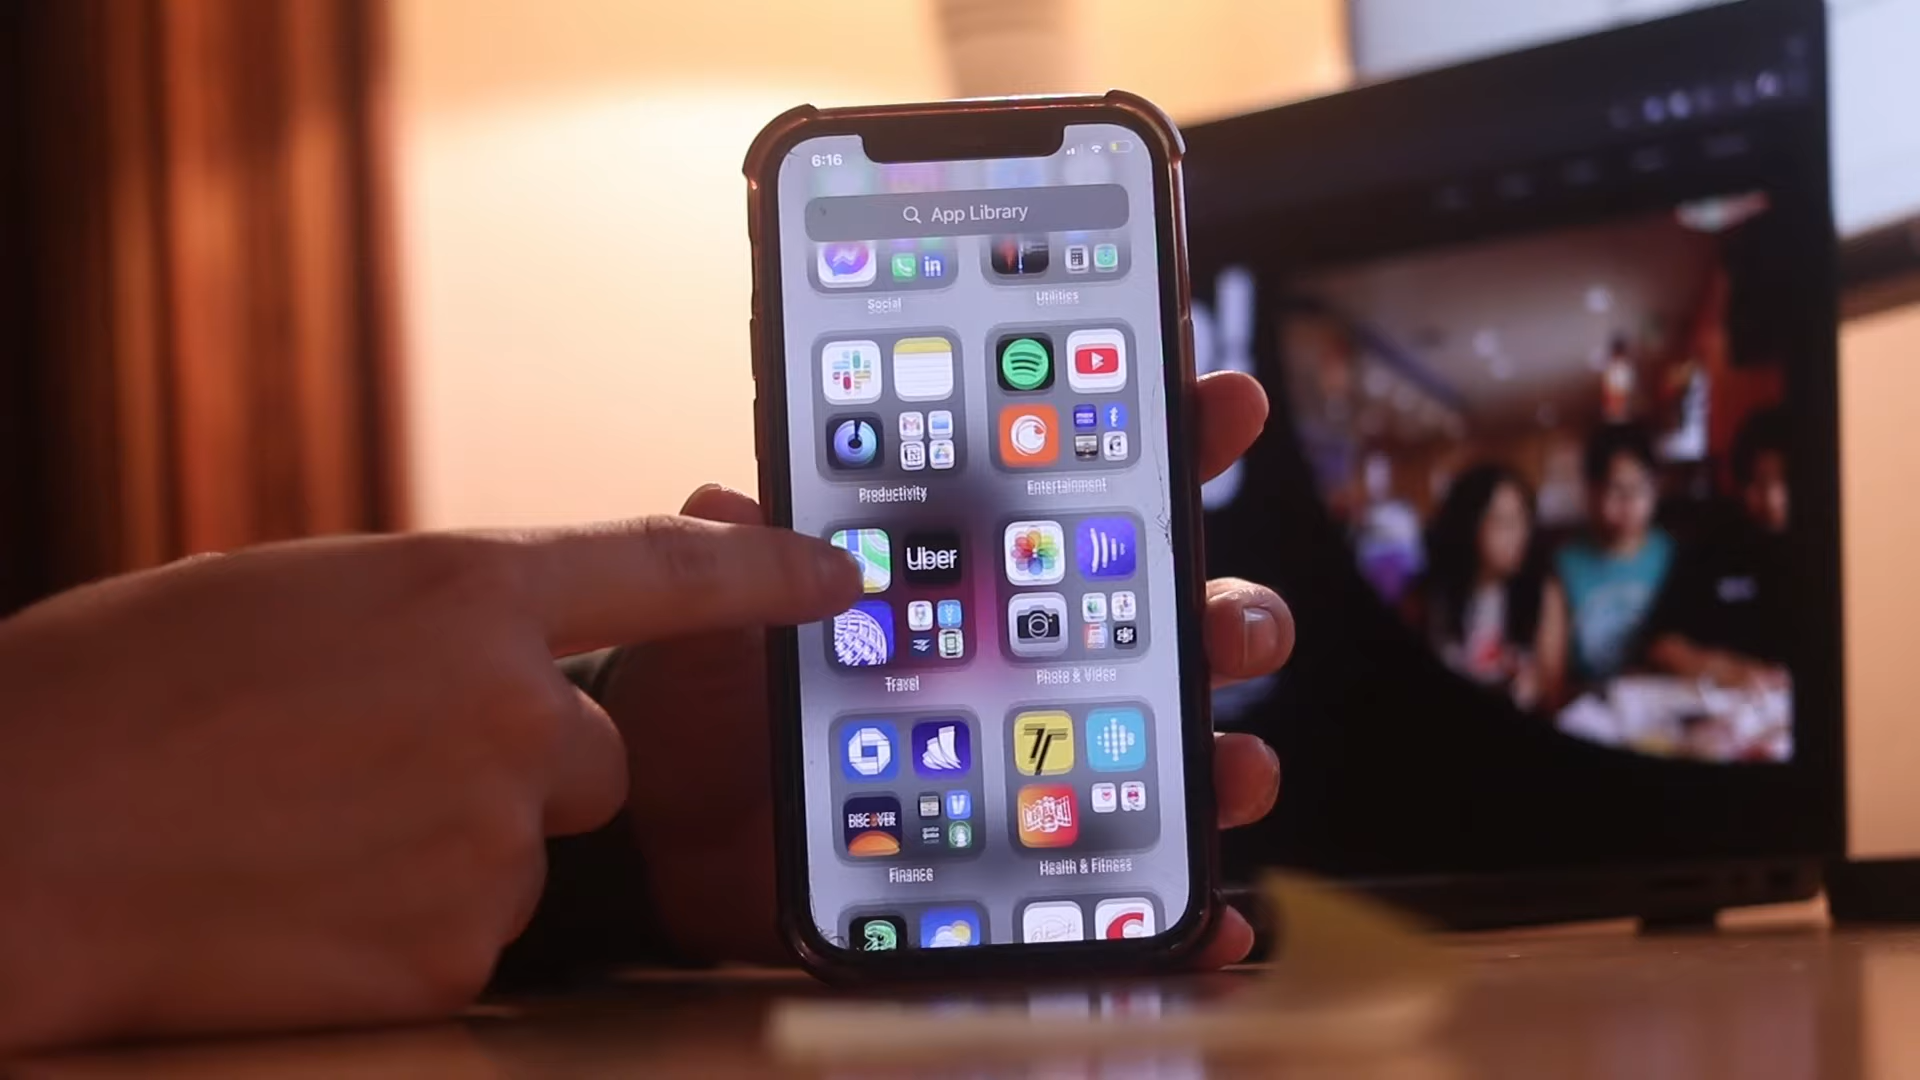 6:16
App Library
in
Social
Utilities
Productivity
Entertainment
Uber
Travel
Photo & Video
DISCOVER
Finance
Health & Fitness